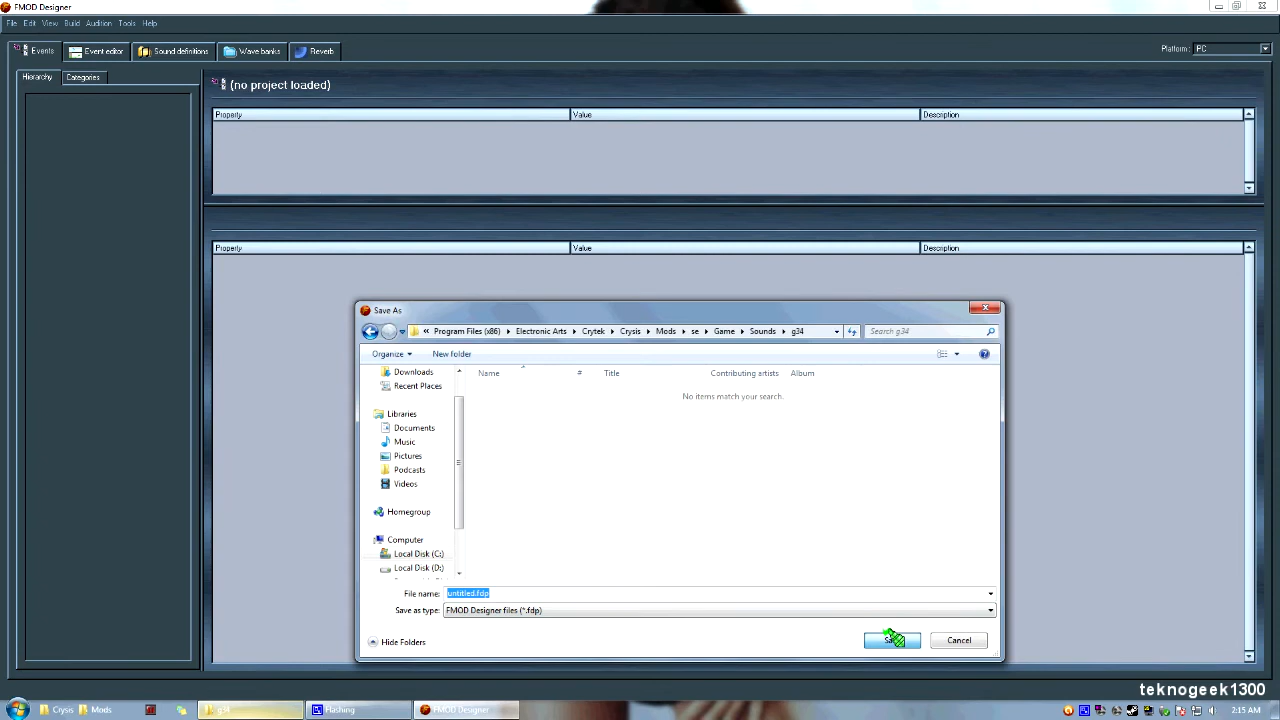 FMOD Designer
File Edit View Build Audition Tools Help
Events Event editor Sound definitions Wave banks Reverb Platform: PC
Hierarchy Categories
(no project loaded)
Property Value Description
Property Value Description
Save As
« Program Files (x86) Electronic Arts Crytek Crysis Mods se Game Sounds g34 Search g34
Organize New folder
Downloads
Name # Title Contributing artists Album
Recent Places
No items match your search.
Libraries
Documents
Music
Pictures
Podcasts
Videos
Homegroup
Computer
Local Disk (C:)
Local Disk (D:)
File name: untitled.fdp
Save as type: FMOD Designer files (*.fdp)
Hide Folders Cancel
teknogeek1300
Crysis Mods g34 Flashing FMOD Designer 2:15 AM